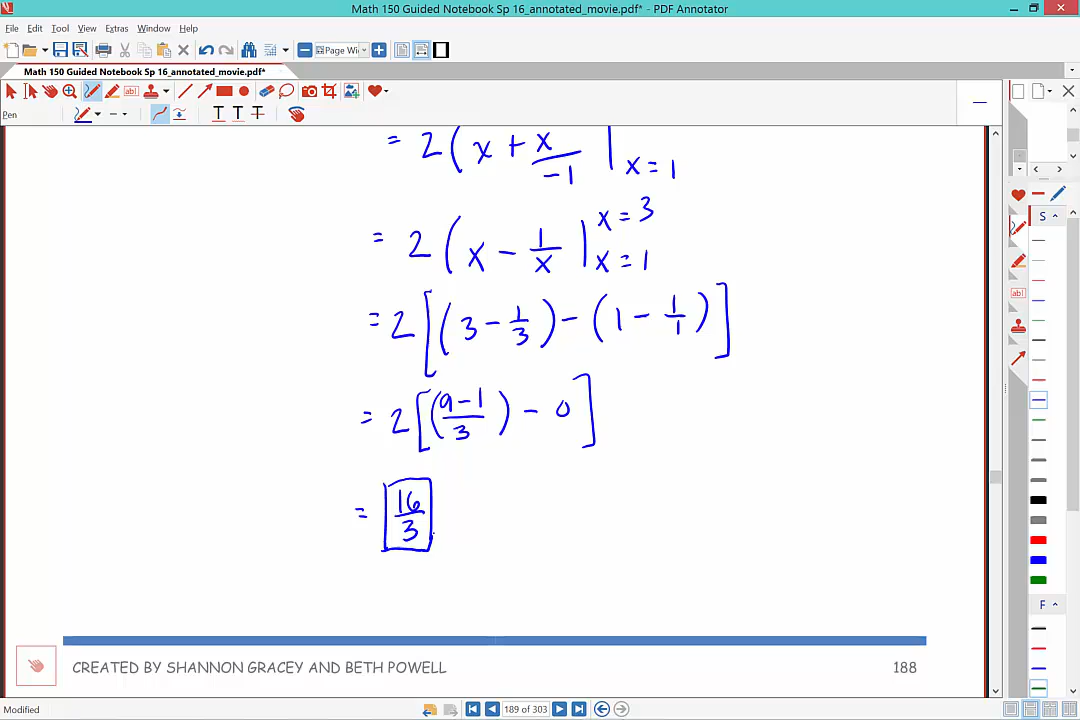 Math 150 Guided Notebook Sp 16_annotated_movie.pdf* - PDF Annotator
File Edit Tool View Extras Window Help
Page Wi
Math 150 Guided Notebook Sp 16_annotated_movie.pdf*
Pen
= 2(x + x/-1 | x = 1
= 2(x - 1/x | x = 3 x = 1
= 2[(3 - 1/3) - (1 - 1/1)]
= 2[(9-1/3) - 0]
= 16/3
CREATED BY SHANNON GRACEY AND BETH POWELL 188
S
F
Modified
189 of 303